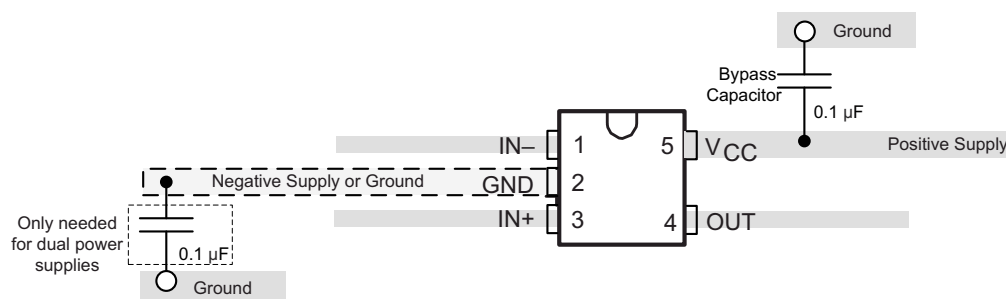 Ground
Bypass
Capacitor
0.1 µF
IN–
1
5
VCC
Positive Supply
Negative Supply or Ground
GND
2
IN+
3
4
OUT
Only needed
for dual power
supplies
0.1 µF
Ground